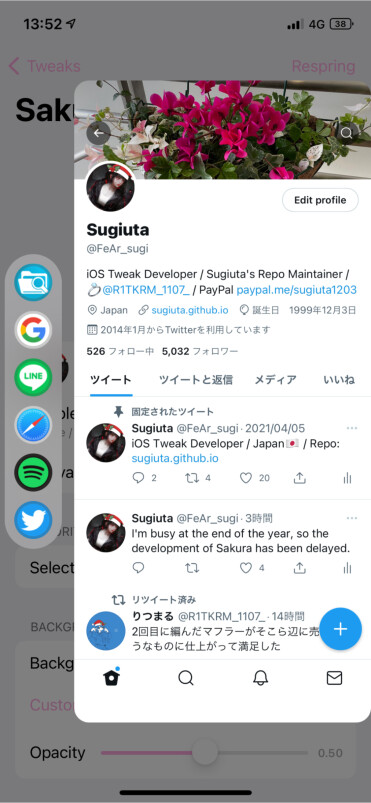 13:52
4G
38
Tweaks
Respring
Sak
Edit profile
Sugiuta
@FeAr_sugi
iOS Tweak Developer / Sugiuta's Repo Maintainer /
💍@R1TKRM_1107_ / PayPal paypal.me/sugiuta1203
Japan sugiuta.github.io 誕生日 1999年12月3日
2014年1月からTwitterを利用しています
526 フォロー中 5,032 フォロワー
ツイート ツイートと返信 メディア いいね
固定されたツイート
Sugiuta @FeAr_sugi · 2021/04/05
iOS Tweak Developer / Japan🇯🇵 / Repo:
sugiuta.github.io
2 4 20
Sugiuta @FeAr_sugi · 3時間
I'm busy at the end of the year, so the
development of Sakura has been delayed.
4
リツイート済み
りつまる @R1TKRM_1107_ · 14時間
2回目に編んだマフラーがそこら辺に売
うなものに仕上がって満足した
LINE
Select
BACKG
Backg
Custo
Opacity
0.50